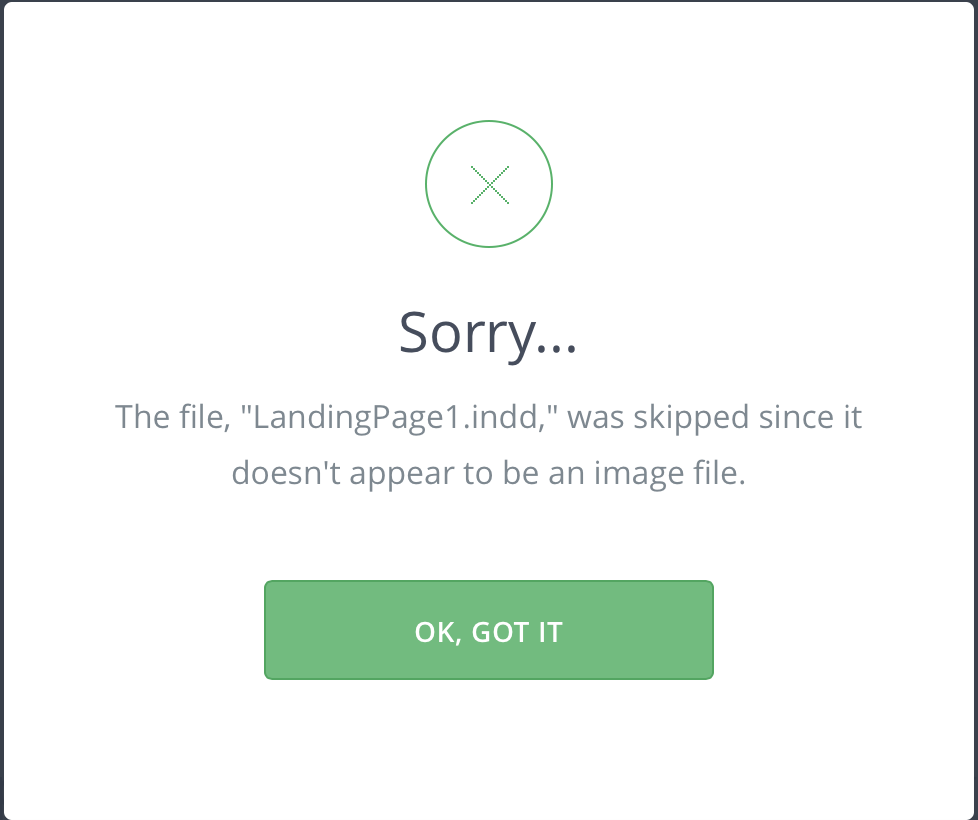 Sorry...
The file, "LandingPage1.indd," was skipped since it
doesn't appear to be an image file.
OK, GOT IT